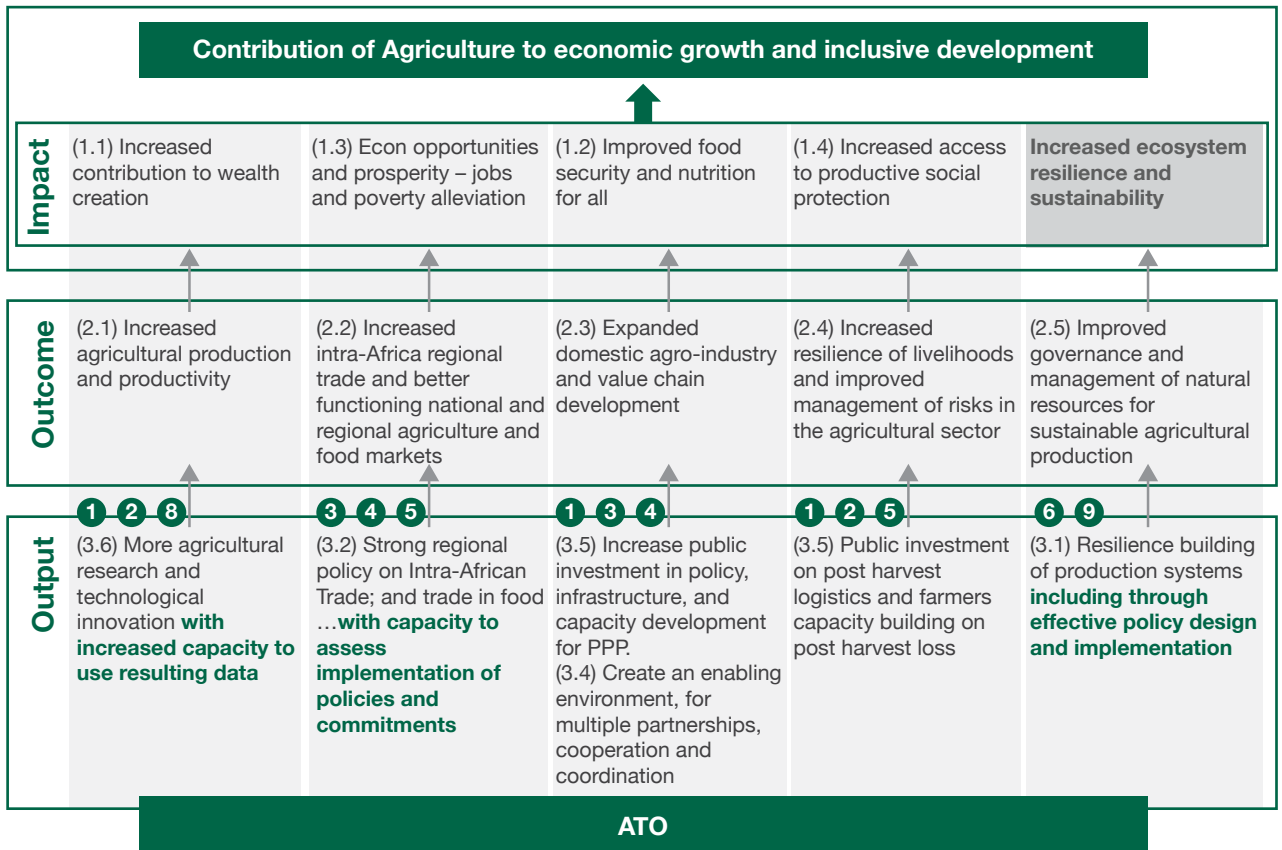 Contribution of Agriculture to economic growth and inclusive development
Impact
(1.1) Increased
contribution to wealth
creation
(1.3) Econ opportunities
and prosperity – jobs
and poverty alleviation
(1.2) Improved food
security and nutrition
for all
(1.4) Increased access
to productive social
protection
Increased ecosystem
resilience and
sustainability
Outcome
(2.1) Increased
agricultural production
and productivity
(2.2) Increased
intra-Africa regional
trade and better
functioning national and
regional agriculture and
food markets
(2.3) Expanded
domestic agro-industry
and value chain
development
(2.4) Increased
resilience of livelihoods
and improved
management of risks in
the agricultural sector
(2.5) Improved
governance and
management of natural
resources for
sustainable agricultural
production
Output
1 2 8
(3.6) More agricultural
research and
technological
innovation with
increased capacity to
use resulting data
3 4 5
(3.2) Strong regional
policy on Intra-African
Trade; and trade in food
…with capacity to
assess
implementation of
policies and
commitments
1 3 4
(3.5) Increase public
investment in policy,
infrastructure, and
capacity development
for PPP.
(3.4) Create an enabling
environment, for
multiple partnerships,
cooperation and
coordination
1 2 5
(3.5) Public investment
on post harvest
logistics and farmers
capacity building on
post harvest loss
6 9
(3.1) Resilience building
of production systems
including through
effective policy design
and implementation
ATO